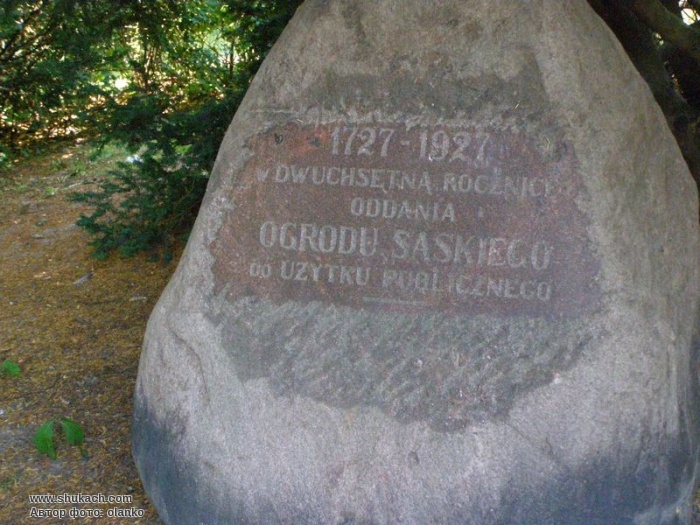 1727-1927
W DWUCHSETNĄ ROCZNICĘ
ODDANIA
OGRODU SASKIEGO
DO UŻYTKU PUBLICZNEGO
www.shukach.com
Автор фото: olanko